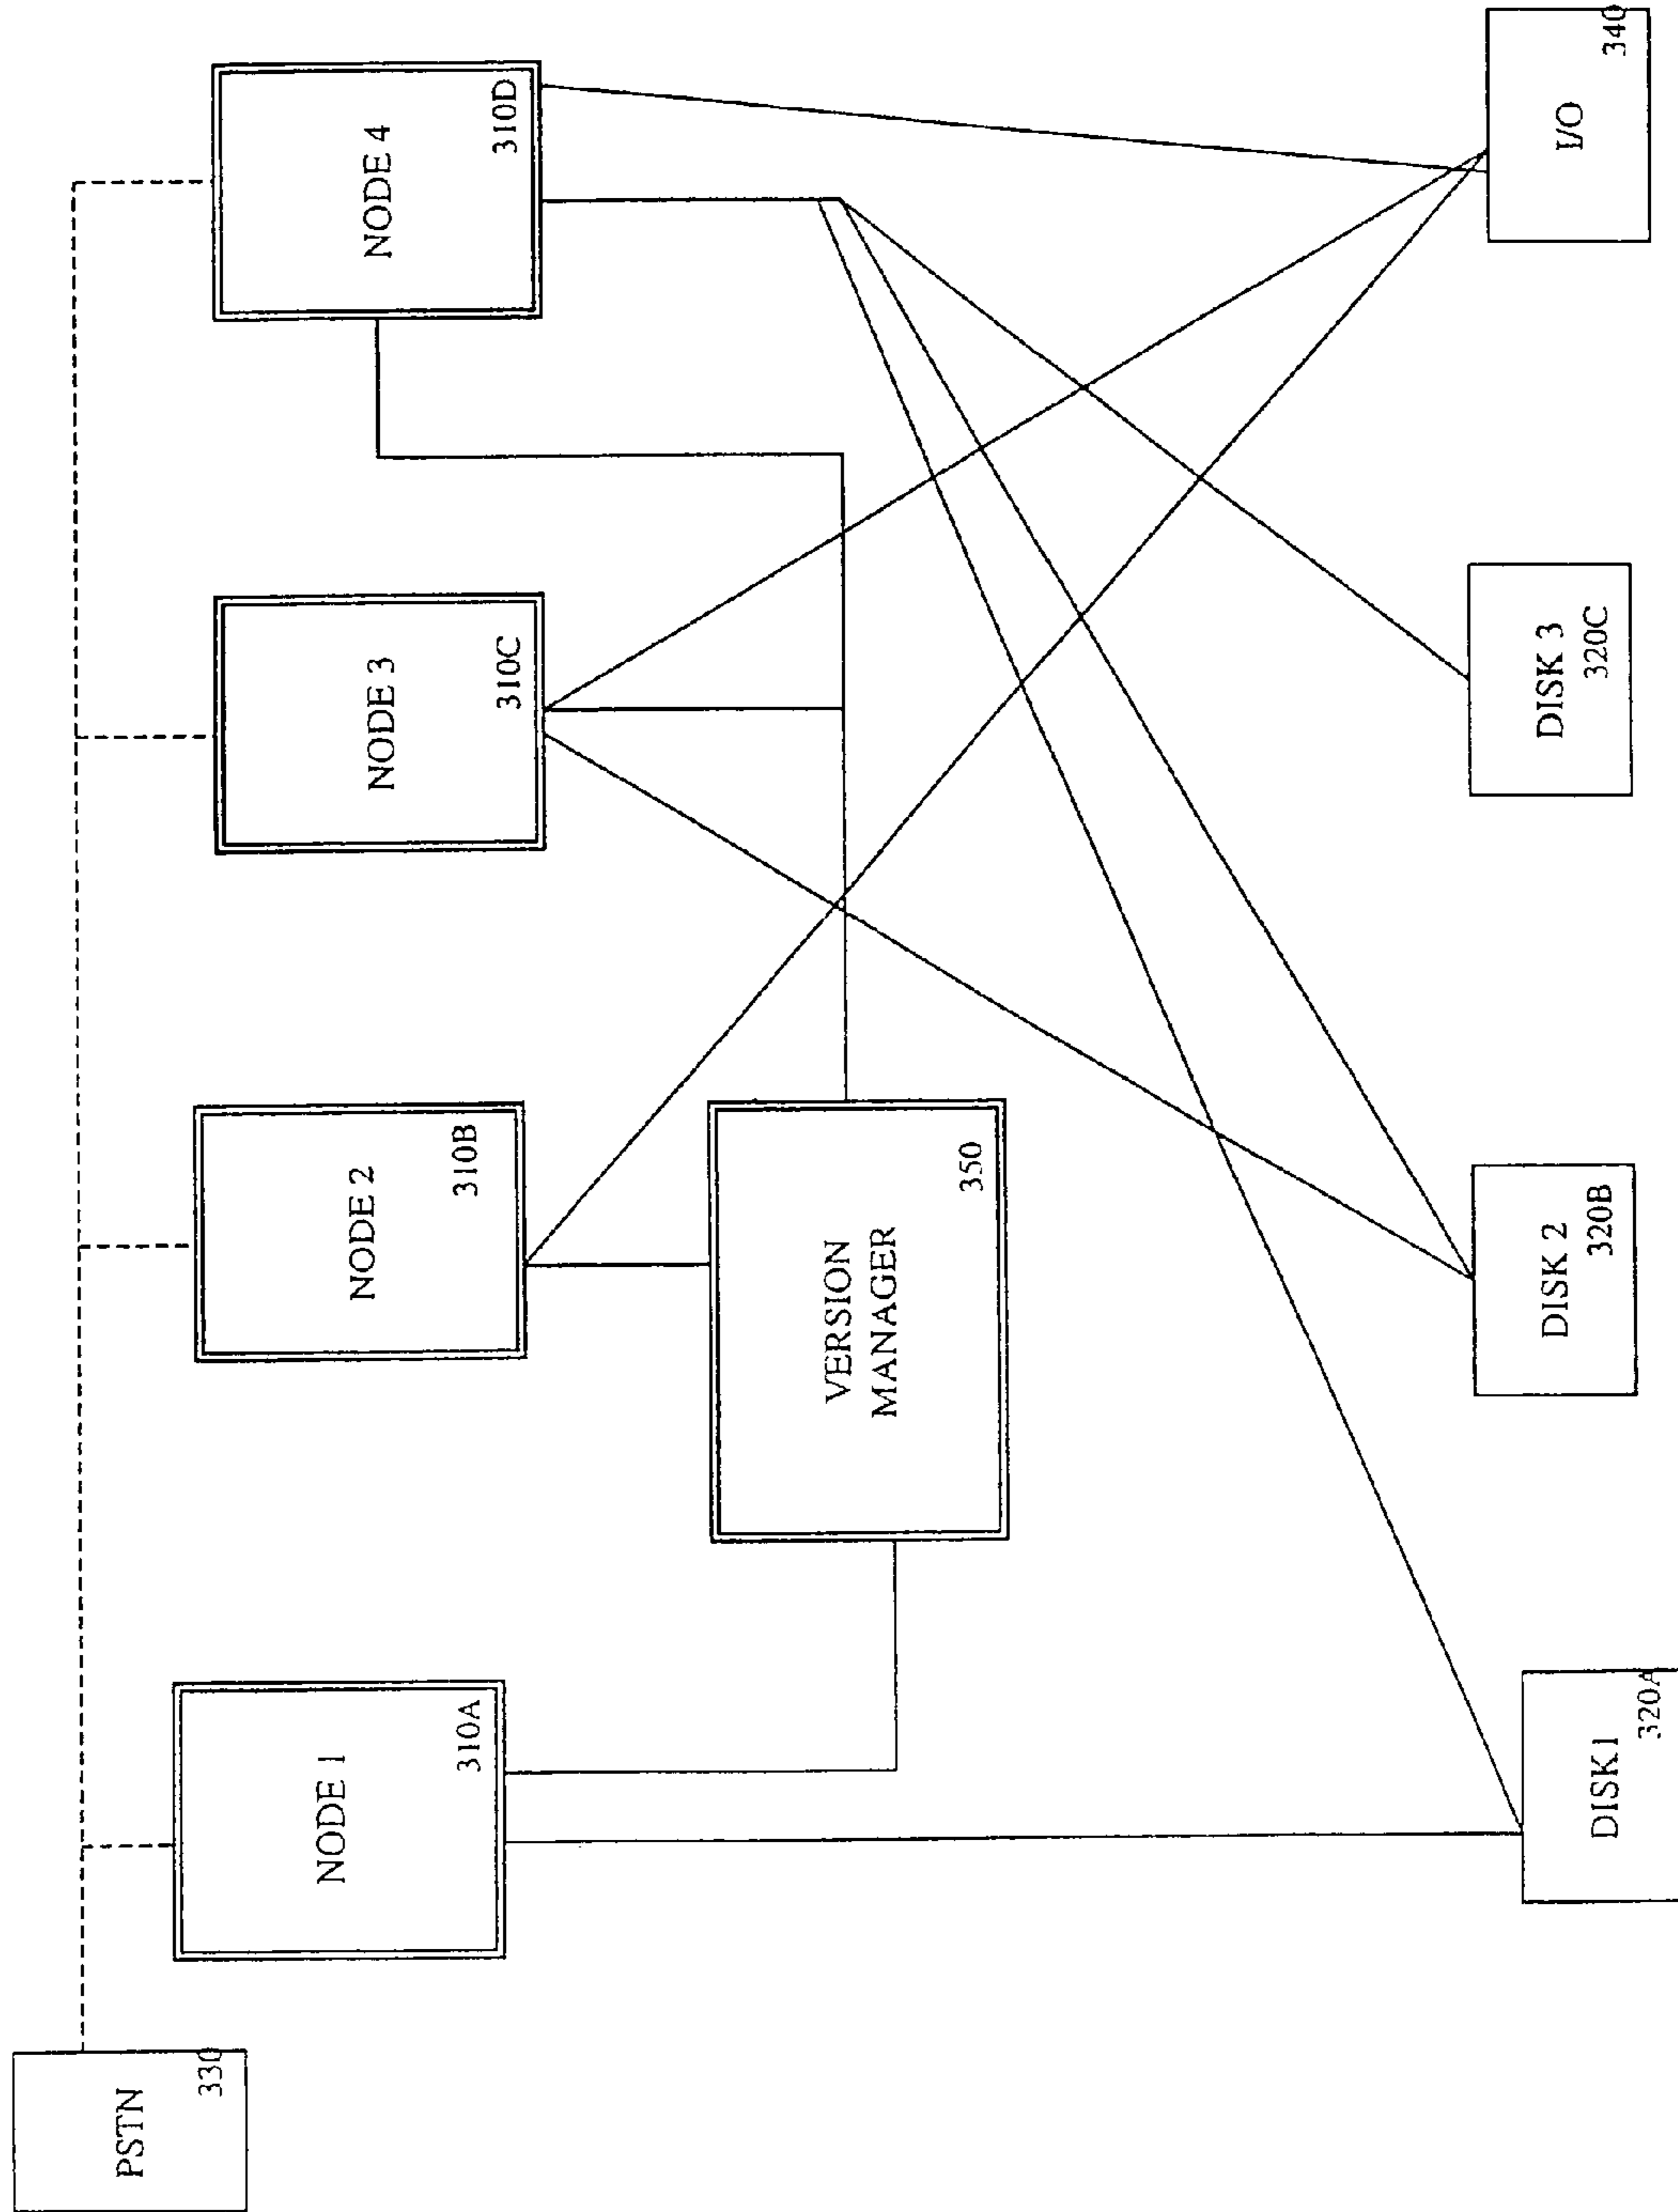 PSTN
330
NODE 1
310A
NODE 2
310B
NODE 3
310C
NODE 4
310D
VERSION
MANAGER
350
DISK1
320A
DISK 2
320B
DISK 3
320C
I/O
340